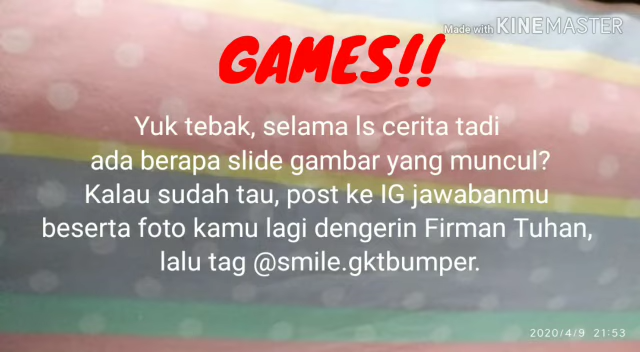 Made with KINEMASTER
GAMES!!
Yuk tebak, selama ls cerita tadi
ada berapa slide gambar yang muncul?
Kalau sudah tau, post ke IG jawabanmu
beserta foto kamu lagi dengerin Firman Tuhan,
lalu tag @smile.gktbumper.
2020/4/9 21:53